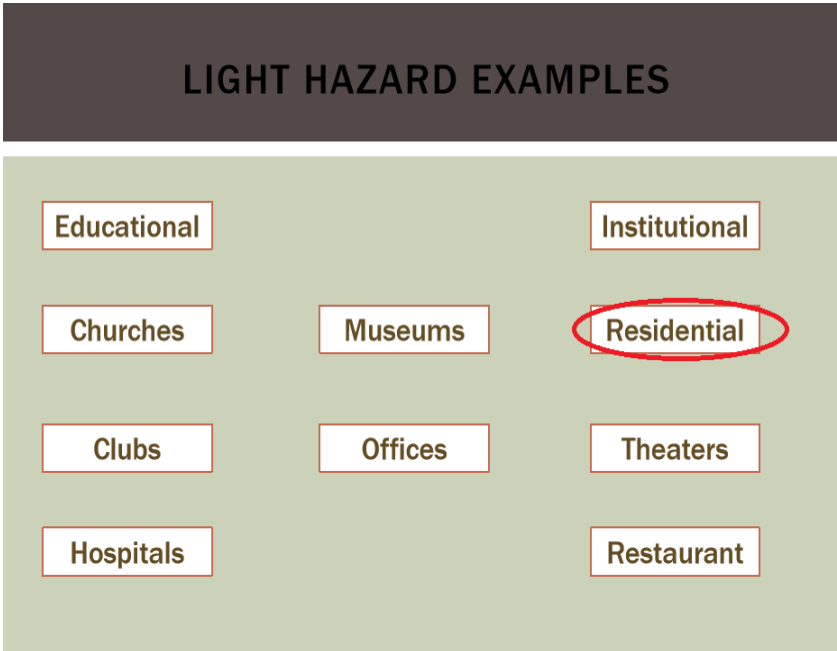 LIGHT HAZARD EXAMPLES
Educational
Institutional
Churches
Museums
Residential
Clubs
Offices
Theaters
Hospitals
Restaurant